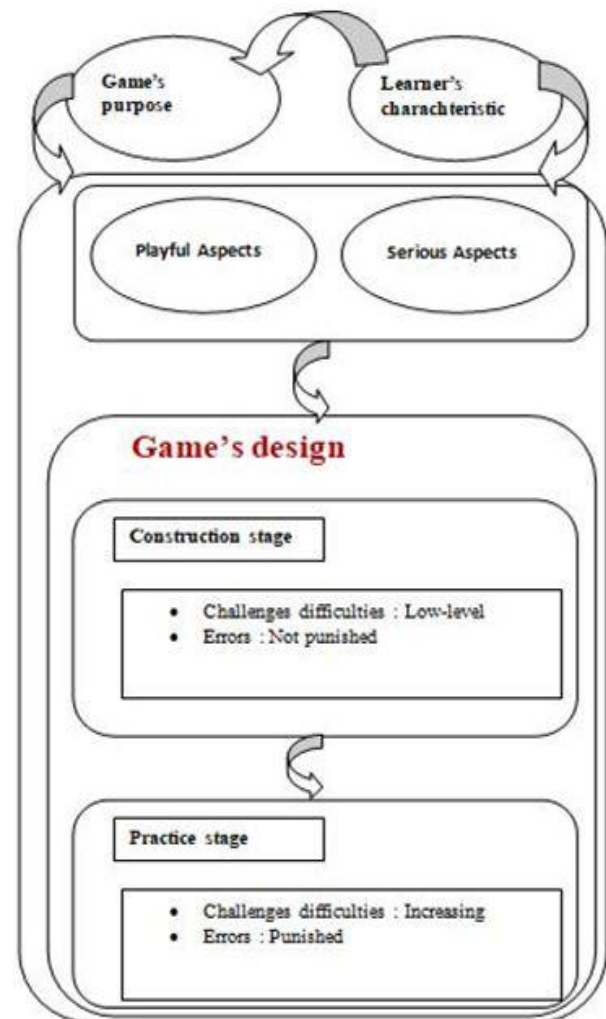 Game's
purpose
Learner's
charachteristic
Playful Aspects
Serious Aspects
Game's design
Construction stage
• Challenges difficulties : Low-level
• Errors : Not punished
Practice stage
• Challenges difficulties : Increasing
• Errors : Punished